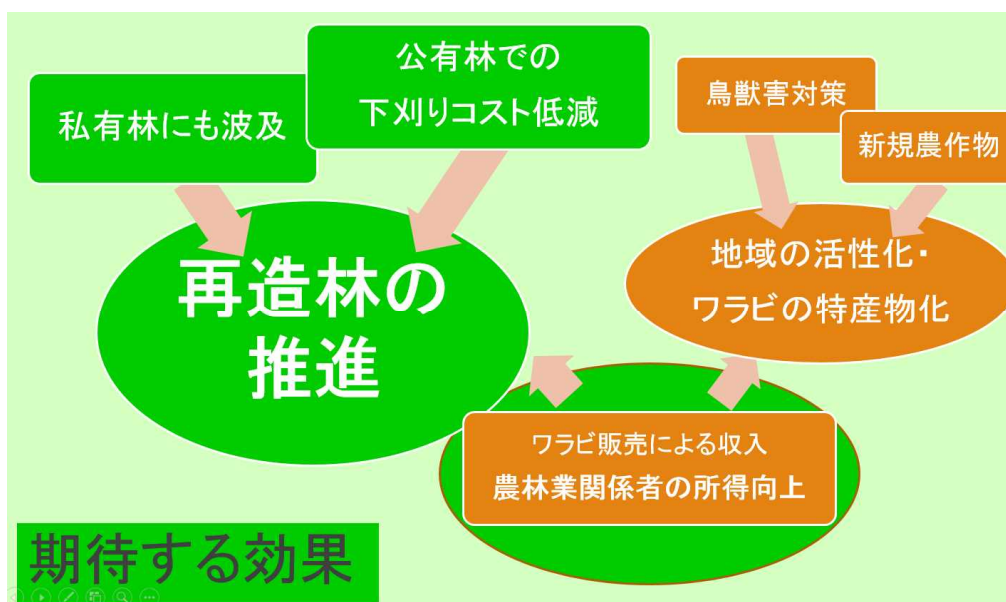 私有林にも波及
公有林での
下刈りコスト低減
鳥獣害対策
新規農作物
再造林の
推進
地域の活性化・
ワラビの特産物化
ワラビ販売による収入
農林業関係者の所得向上
期待する効果